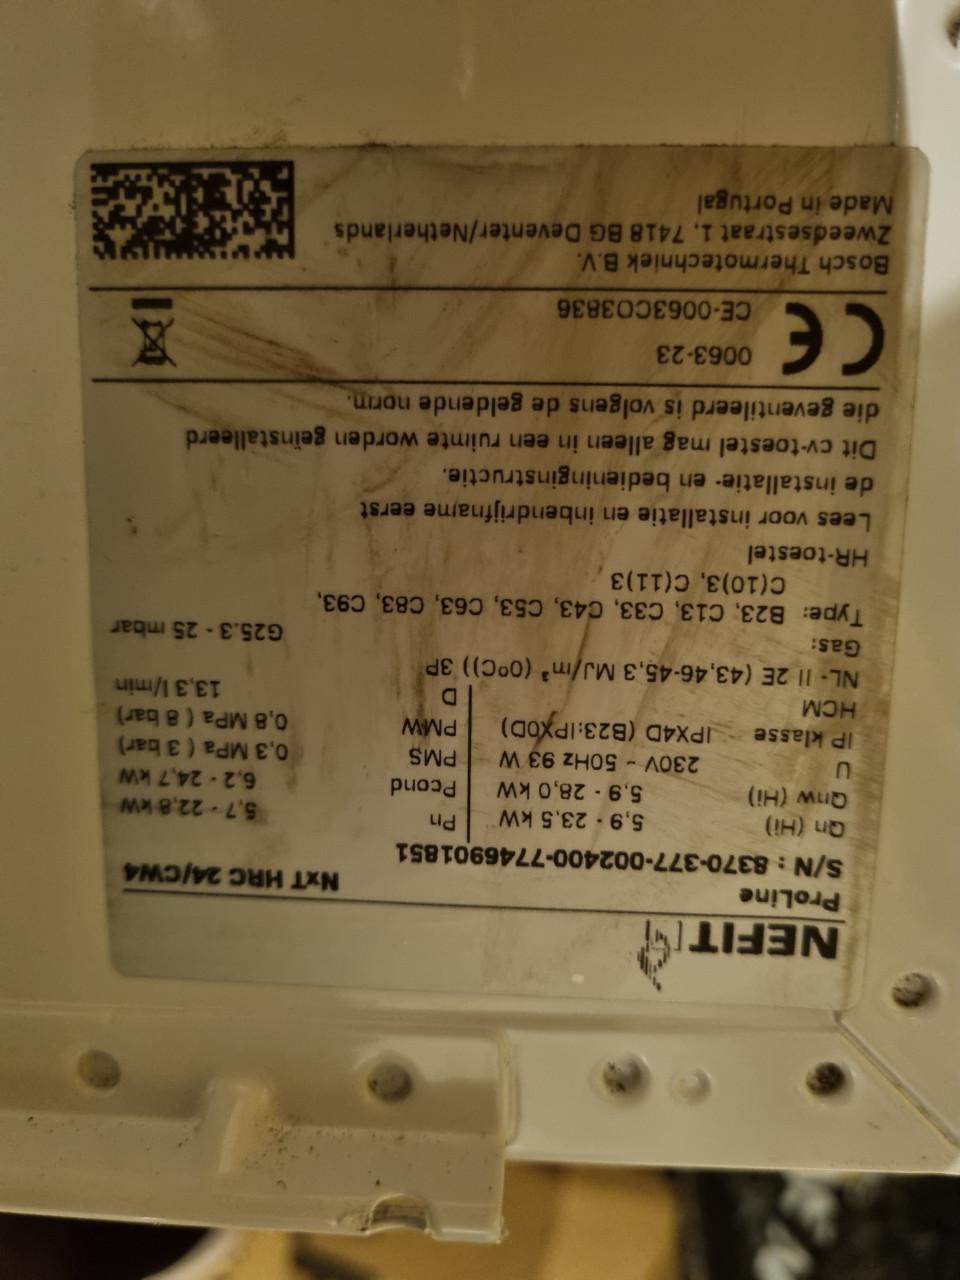 NEFIT
ProLine NxT HRC 24/CW4
S/N : 8370-377-002400-7746901851
Qn (Hi) 5,9 - 23,5 kW Pn 5,7 - 22,8 kW
Qnw (Hi) 5,9 - 28,0 kW Pcond 6,2 - 24,7 kW
U 230V ~ 50Hz 93 W PMS 0,3 MPa ( 3 bar)
IP klasse IPX4D (B23:IPX0D) PMW 0,8 MPa ( 8 bar)
HCM D 13,3 l/min
NL- II 2E (43,46-45,3 MJ/m³ (0ºC)) 3P
Gas: G25.3 - 25 mbar
Type: B23, C13, C33, C43, C53, C63, C83, C93,
C(10)3, C(11)3
HR-toestel
Lees voor installatie en inbendrijfname eerst
de installatie- en bedieninginstructie.
Dit cv-toestel mag alleen in een ruimte worden geïnstalleerd
die geventileerd is volgens de geldende norm.
CE 0063-23
CE-0063CO3836
Bosch Thermotechniek B.V.
Zweedsestraat 1, 7418 BG Deventer/Netherlands
Made in Portugal